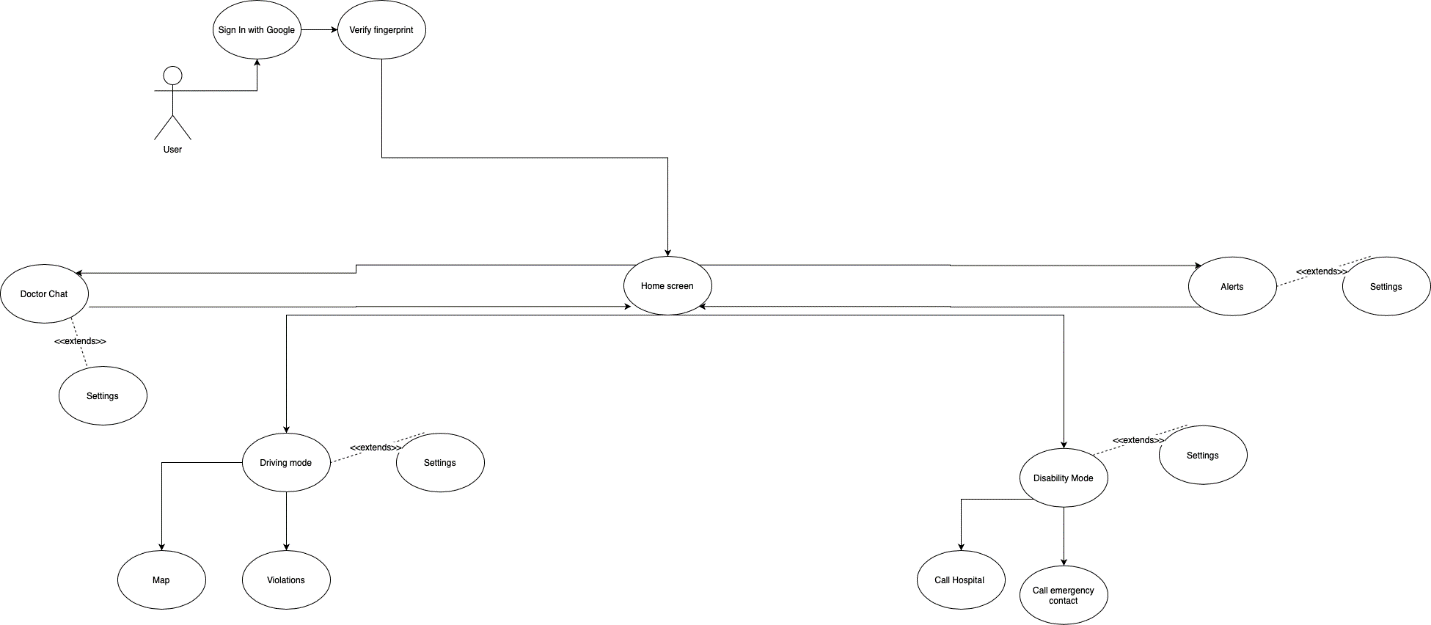 Sign In with Google
Verify fingerprint
User
Doctor Chat
Home screen
Alerts
<<extends>>
Settings
<<extends>>
Settings
Driving mode
<<extends>>
Settings
Disability Mode
<<extends>>
Settings
Map
Violations
Call Hospital
Call emergency
contact